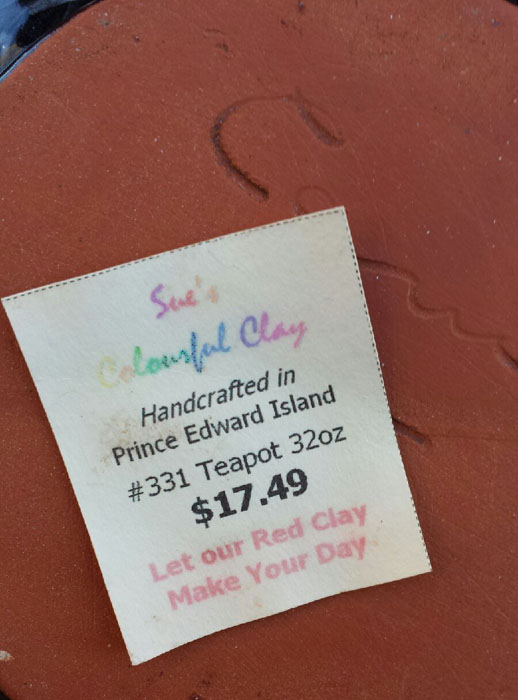 Sue's
Colourful Clay
Handcrafted in
Prince Edward Island
#331 Teapot 32oz
$17.49
Let our Red Clay
Make Your Day